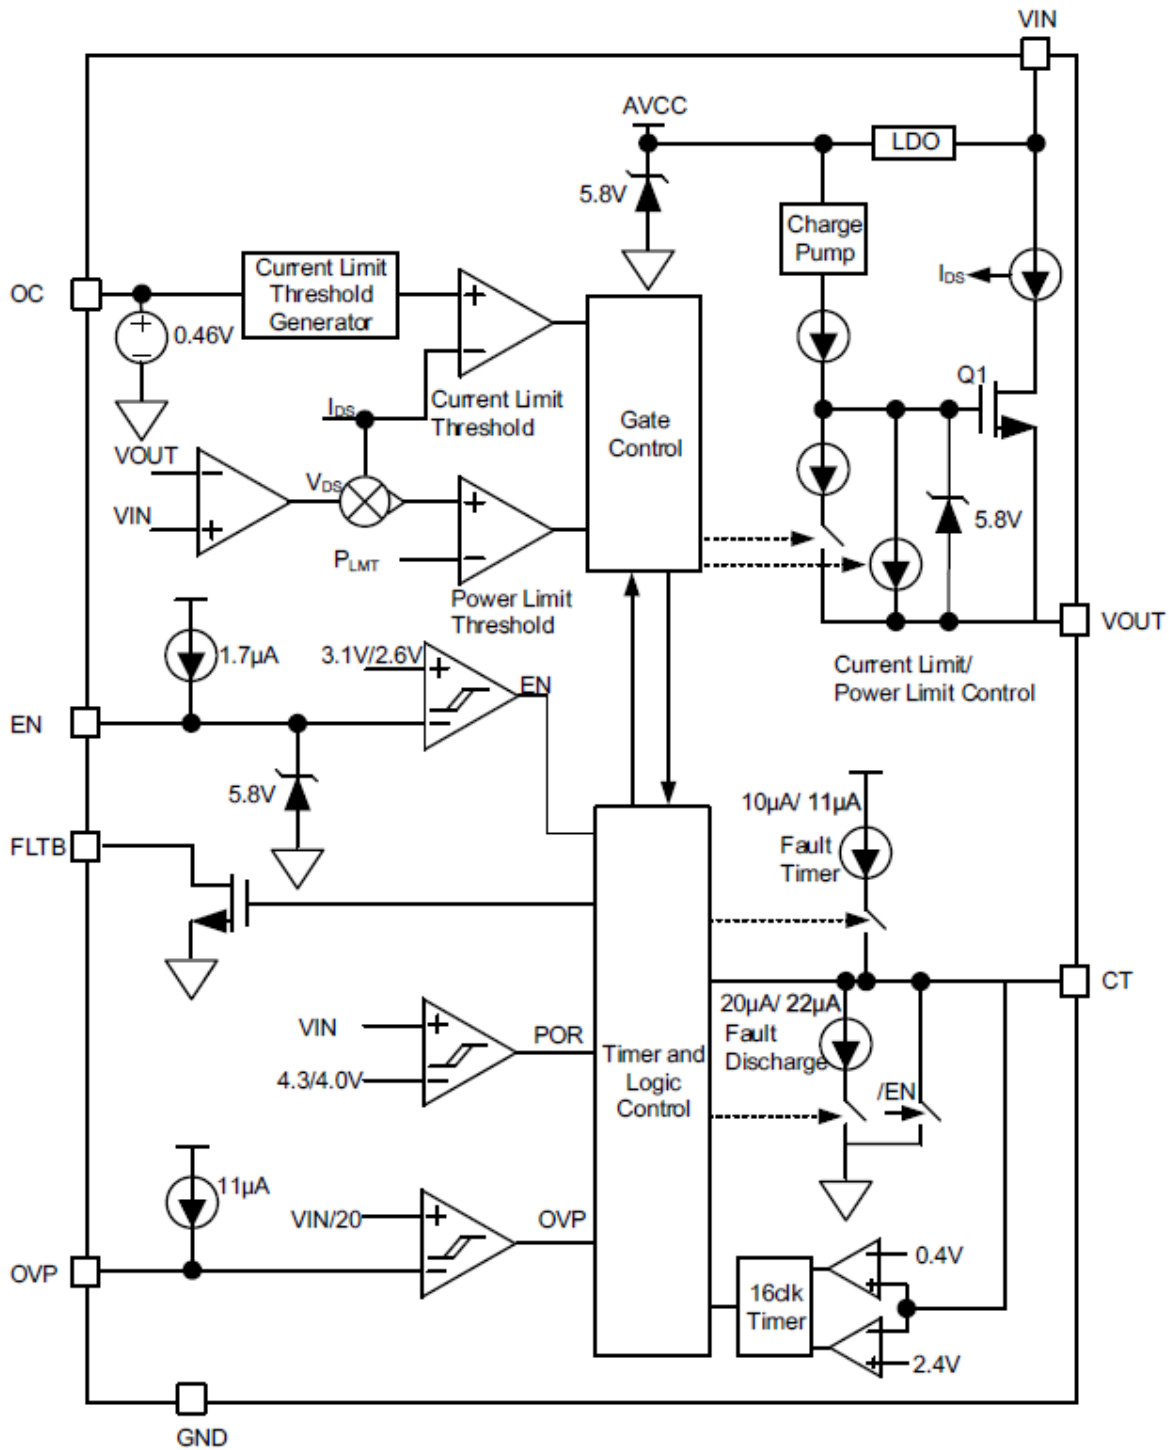 VIN
AVCC
LDO
5.8V
Charge
Pump
OC
Current Limit
Threshold
Generator
+
−
0.46V
+
−
IDS
IDS
Current Limit
Threshold
Gate
Control
Q1
VOUT
−
VIN
+
VDS
+
−
PLMT
Power Limit
Threshold
5.8V
VOUT
Current Limit/
Power Limit Control
1.7µA
3.1V/2.6V
+
−
EN
EN
5.8V
FLTB
10µA/ 11µA
Fault
Timer
CT
20µA/ 22µA
Fault
Discharge
/EN
VIN
+
4.3/4.0V
−
POR
Timer and
Logic
Control
11µA
VIN/20
+
−
OVP
OVP
16clk
Timer
−
0.4V
+
−
+
2.4V
GND